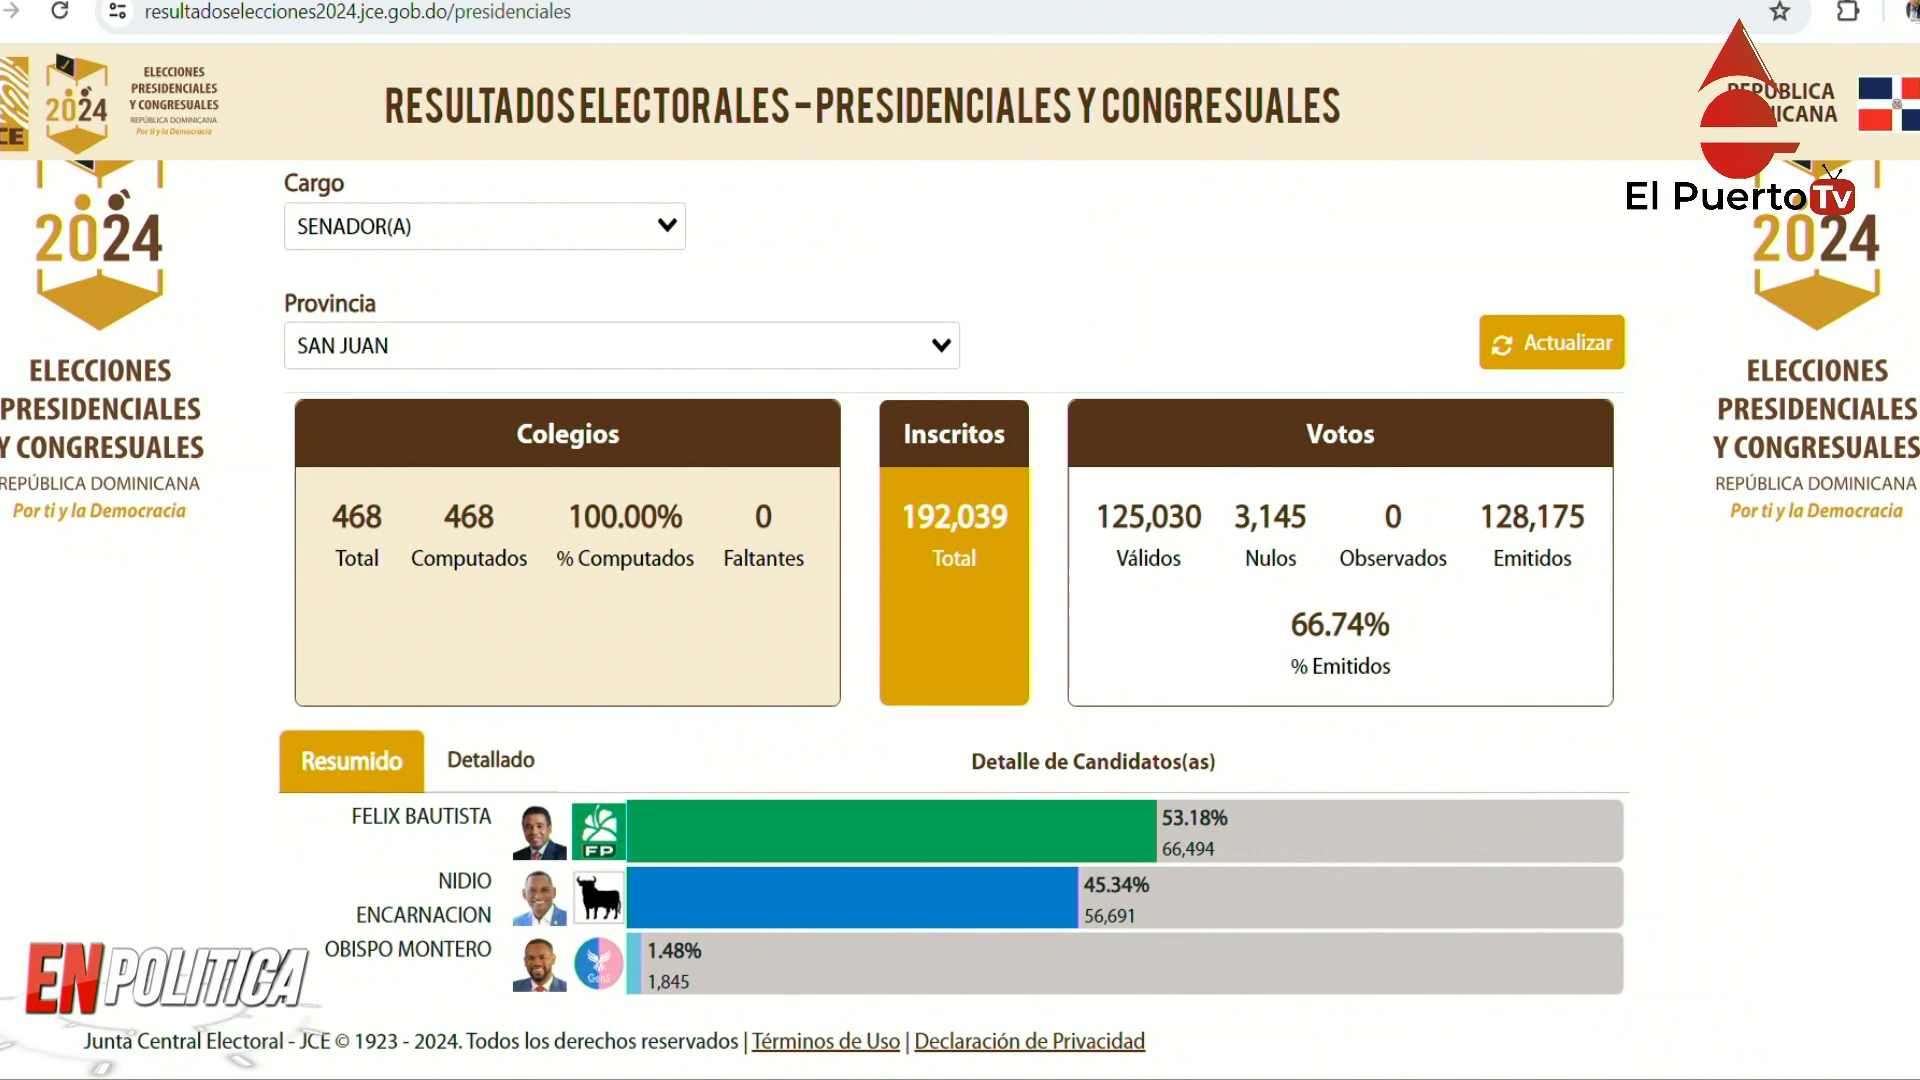 resultadoselecciones2024.jce.gob.do/presidenciales
ELECCIONES
PRESIDENCIALES
Y CONGRESUALES
REPÚBLICA DOMINICANA
Por ti y la Democracia
2024
RESULTADOS ELECTORALES – PRESIDENCIALES Y CONGRESUALES
El Puerto Tv
2024
ELECCIONES
PRESIDENCIALES
Y CONGRESUALES
REPÚBLICA DOMINICANA
Por ti y la Democracia
Cargo
SENADOR(A)
Provincia
SAN JUAN
Actualizar
2024
ELECCIONES
PRESIDENCIALES
Y CONGRESUALES
REPÚBLICA DOMINICANA
Por ti y la Democracia
Colegios
468 468 100.00% 0
Total Computados % Computados Faltantes
Inscritos
192,039
Total
Votos
125,030 3,145 0 128,175
Válidos Nulos Observados Emitidos
66.74%
% Emitidos
Resumido Detallado Detalle de Candidatos(as)
FELIX BAUTISTA
FP
53.18%
66,494
NIDIO
ENCARNACION
45.34%
56,691
OBISPO MONTERO
GenS
1.48%
1,845
EN POLITICA
Junta Central Electoral - JCE © 1923 - 2024. Todos los derechos reservados | Términos de Uso | Declaración de Privacidad